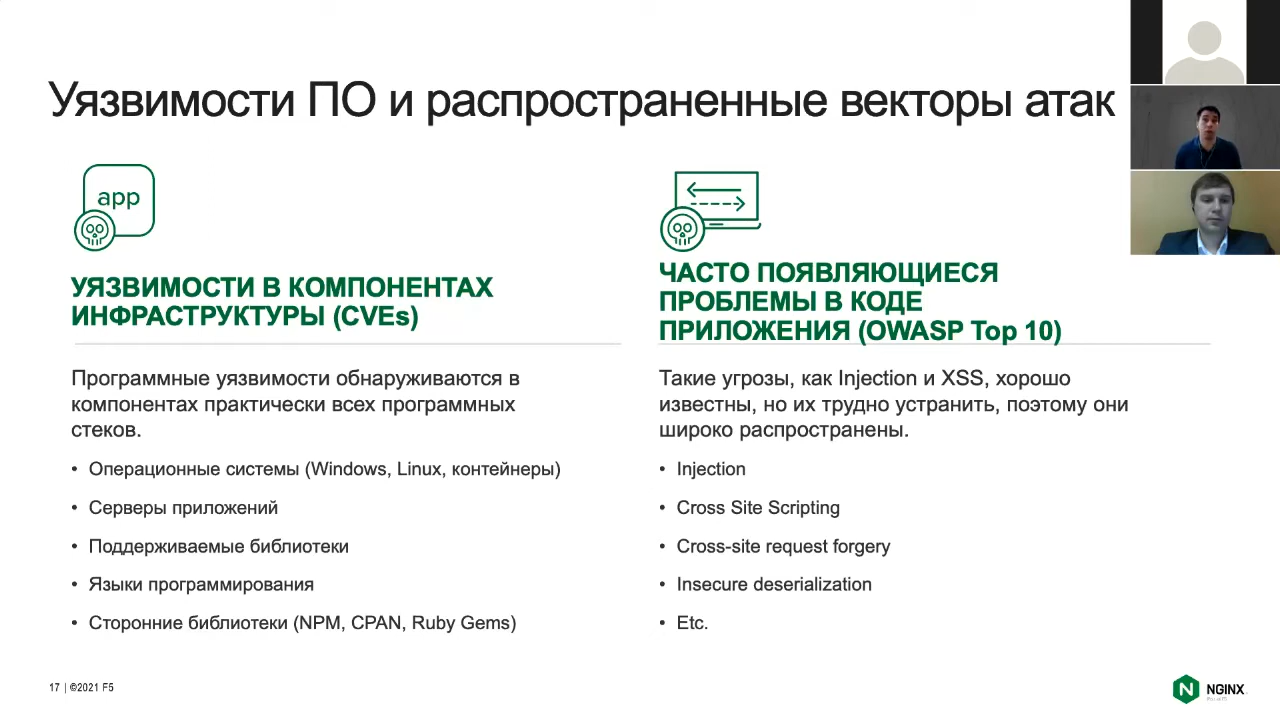 Уязвимости ПО и распространенные векторы атак
app
УЯЗВИМОСТИ В КОМПОНЕНТАХ
ИНФРАСТРУКТУРЫ (CVEs)
Программные уязвимости обнаруживаются в
компонентах практически всех программных
стеков.
• Операционные системы (Windows, Linux, контейнеры)
• Серверы приложений
• Поддерживаемые библиотеки
• Языки программирования
• Сторонние библиотеки (NPM, CPAN, Ruby Gems)
ЧАСТО ПОЯВЛЯЮЩИЕСЯ
ПРОБЛЕМЫ В КОДЕ
ПРИЛОЖЕНИЯ (OWASP Top 10)
Такие угрозы, как Injection и XSS, хорошо
известны, но их трудно устранить, поэтому они
широко распространены.
• Injection
• Cross Site Scripting
• Cross-site request forgery
• Insecure deserialization
• Etc.
17 | ©2021 F5
N NGINX